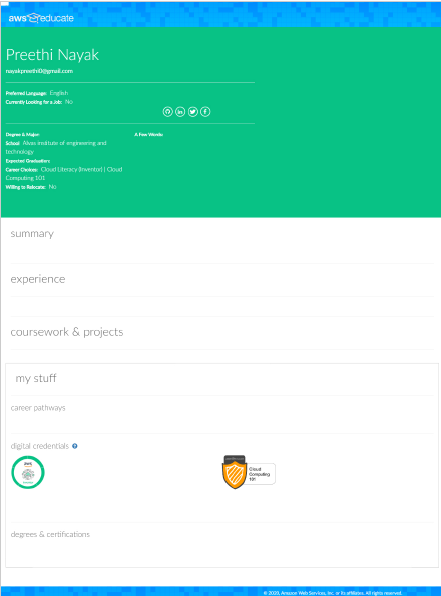 aws educate
Preethi Nayak
nayakpreethi0@gmail.com
Preferred Language: English
Currently Looking for a Job: No
Degree & Major:
School: Alvas institute of engineering and
technology
Expected Graduation:
Career Choices: Cloud Literacy (Inventor) | Cloud
Computing 101
Willing to Relocate: No
A Few Words:
summary
experience
coursework & projects
my stuff
career pathways
digital credentials
aws
Cloud
Computing
101
degrees & certifications
© 2020, Amazon Web Services, Inc. or its affiliates. All rights reserved.